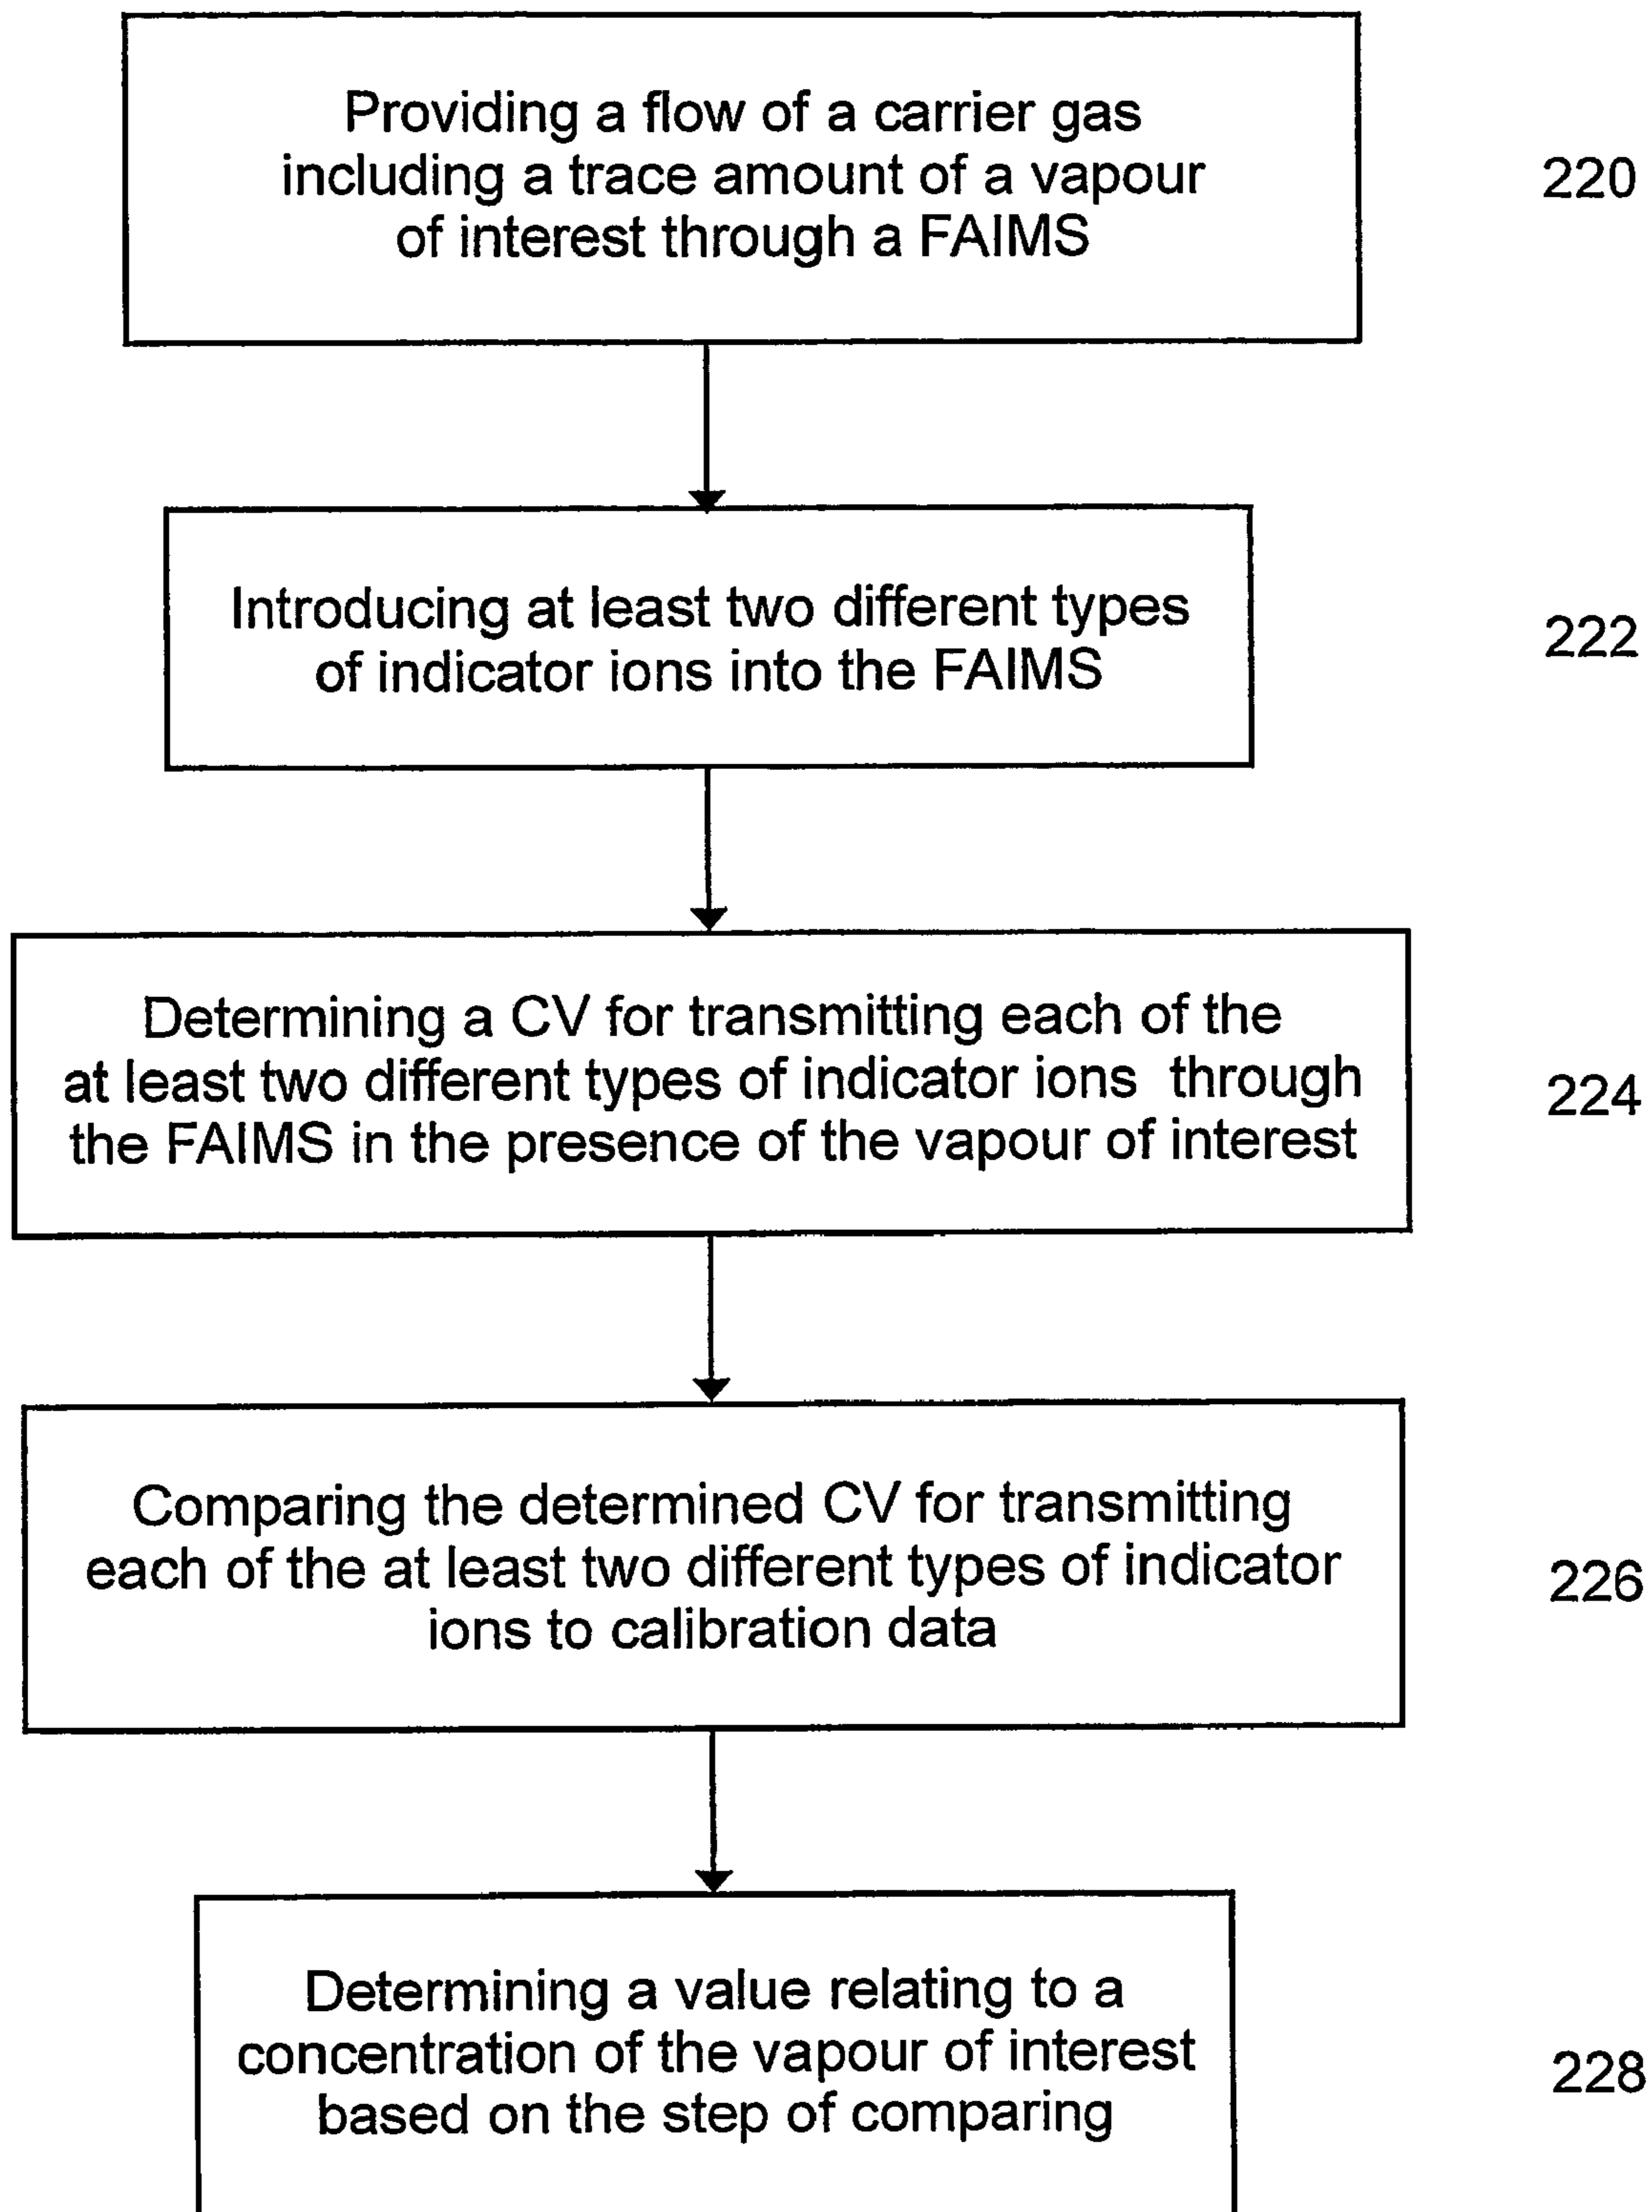 Providing a flow of a carrier gas
including a trace amount of a vapour
of interest through a FAIMS
220
Introducing at least two different types
of indicator ions into the FAIMS
222
Determining a CV for transmitting each of the
at least two different types of indicator ions through
the FAIMS in the presence of the vapour of interest
224
Comparing the determined CV for transmitting
each of the at least two different types of indicator
ions to calibration data
226
Determining a value relating to a
concentration of the vapour of interest
based on the step of comparing
228